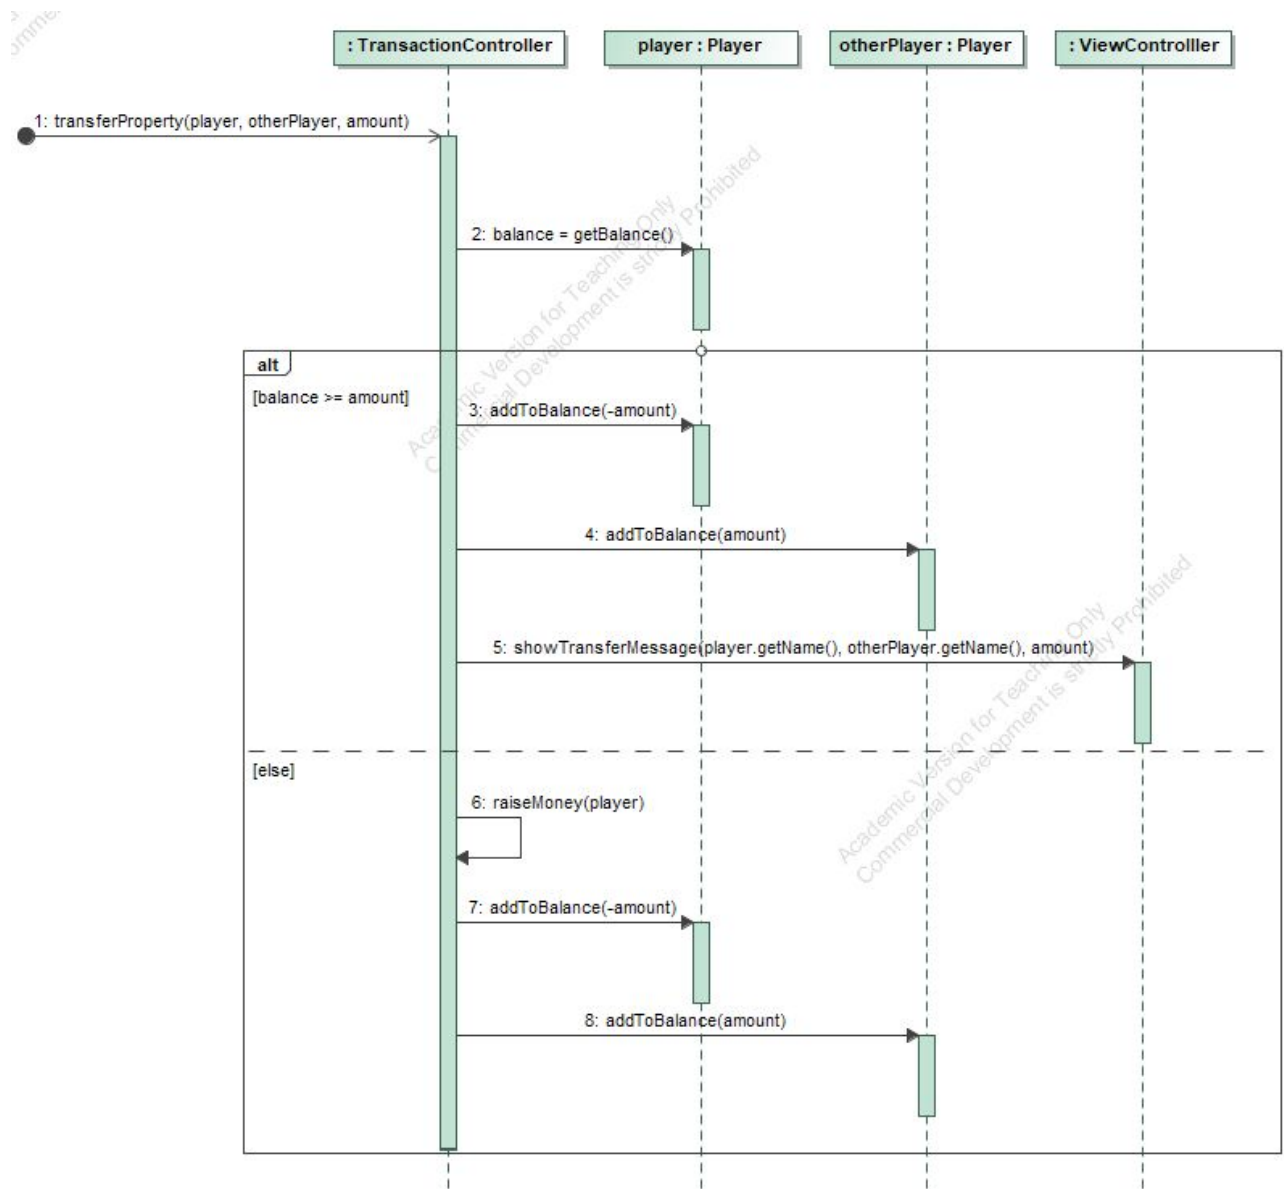 : TransactionController
player : Player
otherPlayer : Player
: ViewControlller
1: transferProperty(player, otherPlayer, amount)
2: balance = getBalance()
alt
[balance >= amount]
3: addToBalance(-amount)
4: addToBalance(amount)
5: showTransferMessage(player.getName(), otherPlayer.getName(), amount)
[else]
6: raiseMoney(player)
7: addToBalance(-amount)
8: addToBalance(amount)
Academic Version for Teaching Only
Commercial Development is strictly Prohibited
Academic Version for Teaching Only
Commercial Development is strictly Prohibited